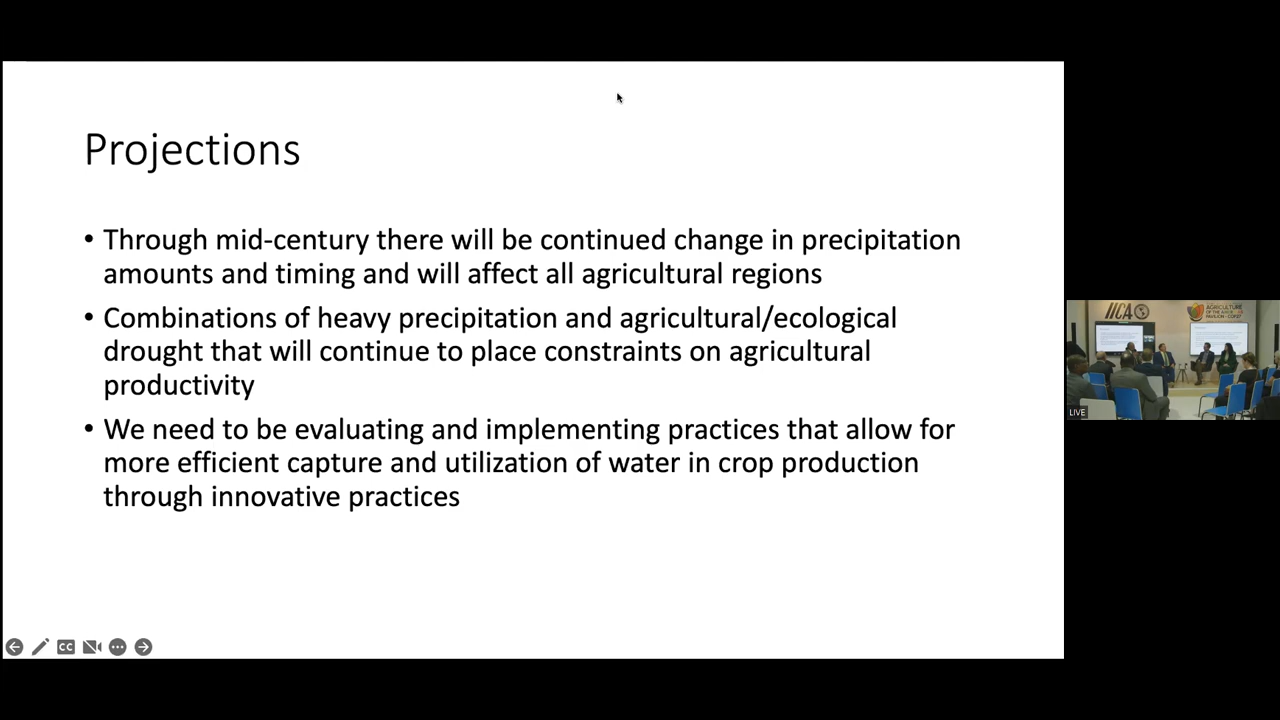 Projections
• Through mid-century there will be continued change in precipitation
amounts and timing and will affect all agricultural regions
• Combinations of heavy precipitation and agricultural/ecological
drought that will continue to place constraints on agricultural
productivity
• We need to be evaluating and implementing practices that allow for
more efficient capture and utilization of water in crop production
through innovative practices
CC
IICA
AGRICULTURE
LIVE